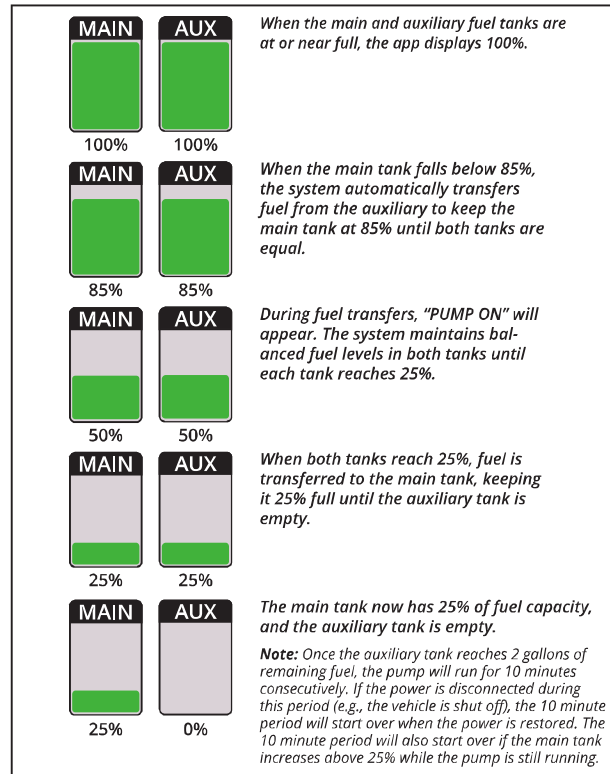 MAIN AUX
When the main and auxiliary fuel tanks are
at or near full, the app displays 100%.
100% 100%
MAIN AUX
When the main tank falls below 85%,
the system automatically transfers
fuel from the auxiliary to keep the
main tank at 85% until both tanks are
equal.
85% 85%
MAIN AUX
During fuel transfers, “PUMP ON” will
appear. The system maintains bal-
anced fuel levels in both tanks until
each tank reaches 25%.
50% 50%
MAIN AUX
When both tanks reach 25%, fuel is
transferred to the main tank, keeping
it 25% full until the auxiliary tank is
empty.
25% 25%
MAIN AUX
The main tank now has 25% of fuel capacity,
and the auxiliary tank is empty.
Note: Once the auxiliary tank reaches 2 gallons of
remaining fuel, the pump will run for 10 minutes
consecutively. If the power is disconnected during
this period (e.g., the vehicle is shut off), the 10 minute
period will start over when the power is restored. The
10 minute period will also start over if the main tank
increases above 25% while the pump is still running.
25% 0%